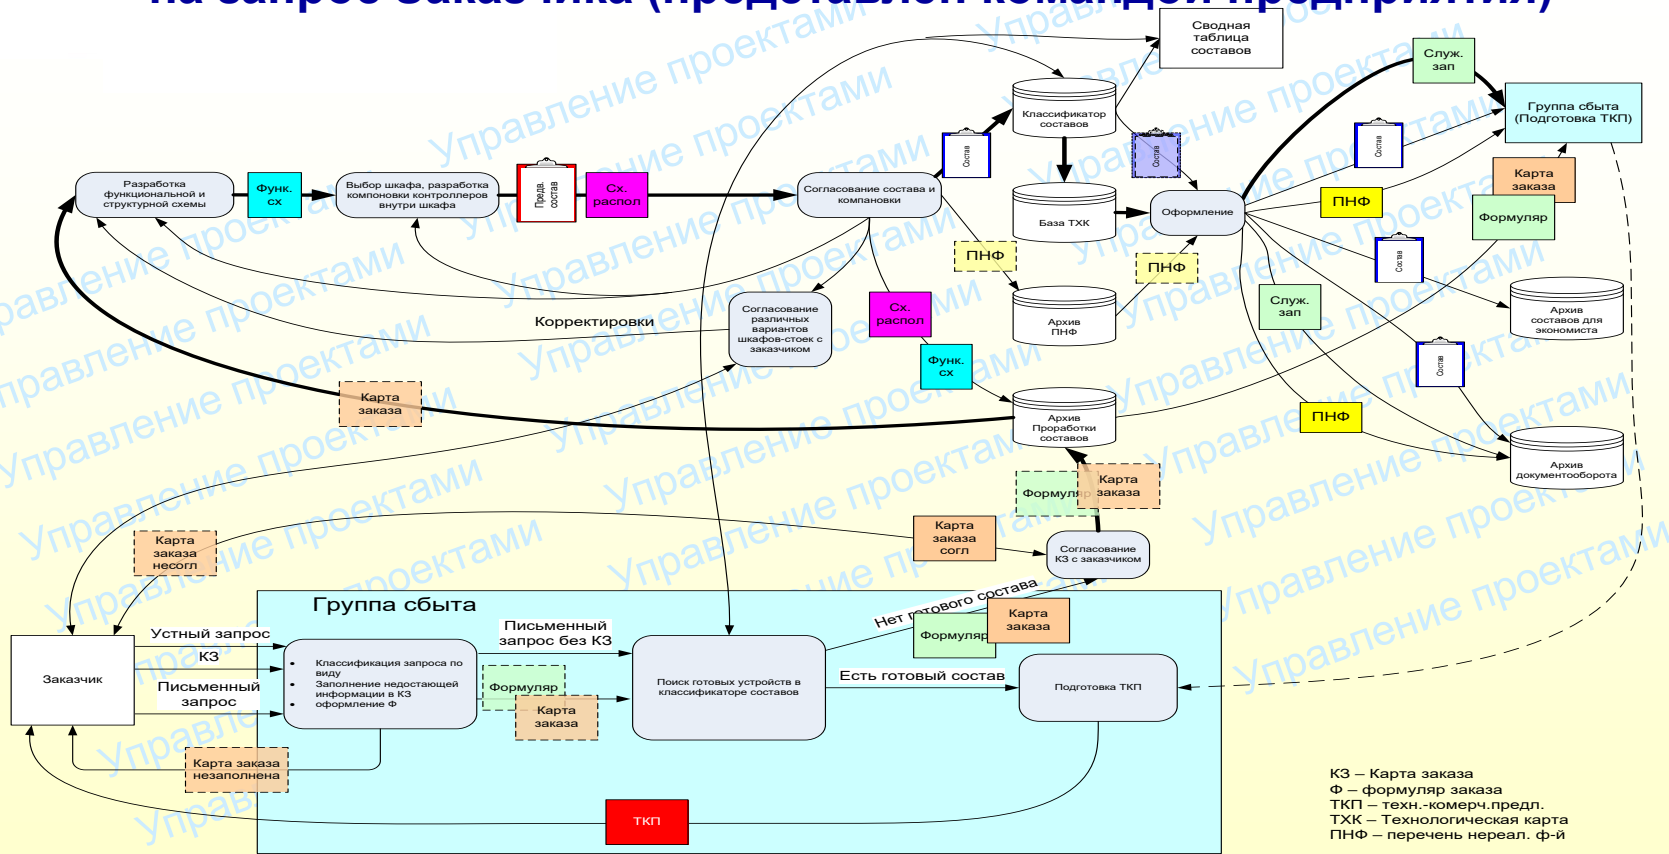 на запрос Заказчика (представлен командой предприятия)
Сводная
таблица
составов
Служ.
зап
Группа сбыта
(Подготовка ТКП)
Классификатор
составов
Состав
Состав
Состав
Карта
заказа
Разработка
функциональной и
структурной схемы
Функ.
сх
Выбор шкафа, разработка
компоновки контроллеров
внутри шкафа
Предв.
состав
Сх.
распол
Согласование состава и
компановки
База ТХК
Оформление
ПНФ
Формуляр
ПНФ
ПНФ
Состав
Согласование
различных
вариантов
шкафов-стоек с
заказчиком
Сх.
распол
Архив
ПНФ
Служ.
зап
Архив
составов для
экономиста
Корректировки
Функ.
сх
Состав
Карта
заказа
Архив
Проработки
составов
ПНФ
Архив
документооборота
Формуляр
Карта
заказа
Карта
заказа
несогл
Карта
заказа
согл
Согласование
КЗ с заказчиком
Группа сбыта
Нет готового состава
Формуляр
Карта
заказа
Заказчик
Устный запрос
КЗ
Письменный
запрос
• Классификация запроса по
виду
• Заполнение недостающей
информации в КЗ
• оформление Ф
Письменный
запрос без КЗ
Формуляр
Карта
заказа
Поиск готовых устройств в
классификаторе составов
Есть готовый состав
Подготовка ТКП
Карта заказа
незаполнена
ТКП
КЗ – Карта заказа
Ф – формуляр заказа
ТКП – техн.-комерч.предл.
ТХК – Технологическая карта
ПНФ – перечень нереал. ф-й
Управление проектами